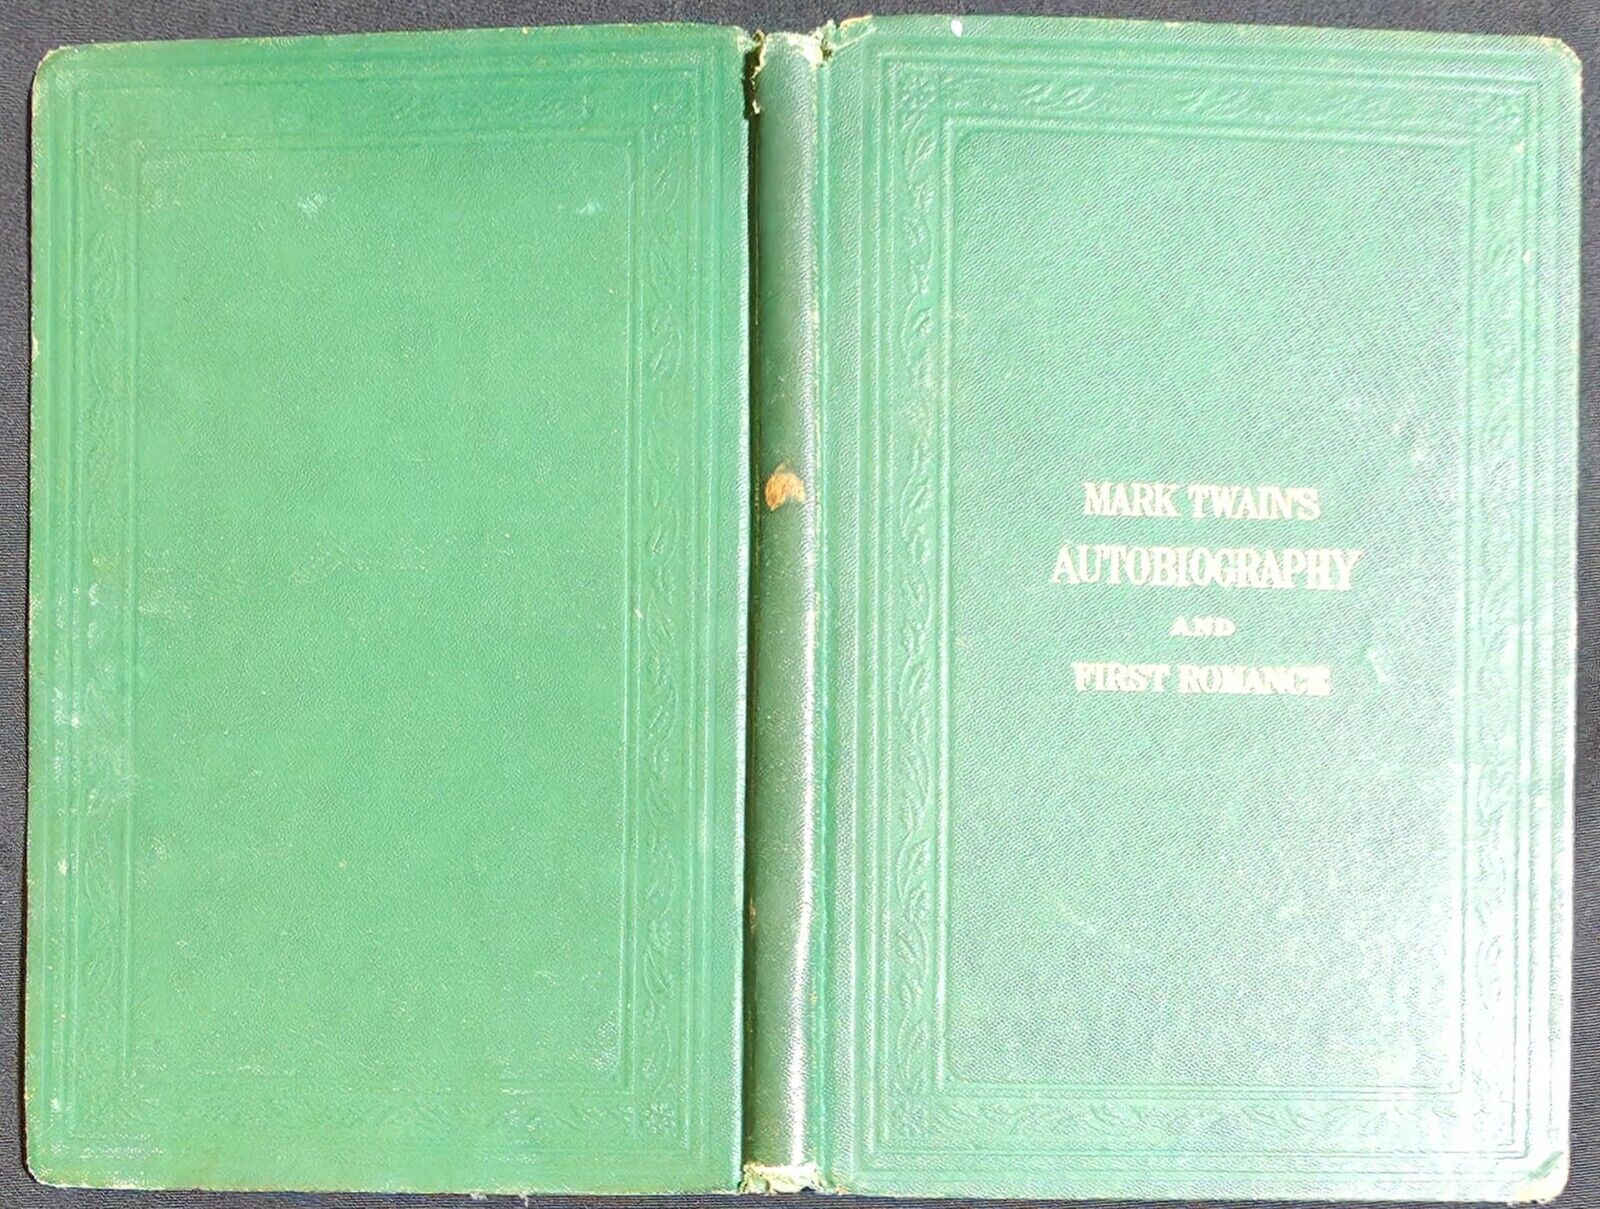 MARK TWAIN'S
AUTOBIOGRAPHY
AND
FIRST ROMANCE